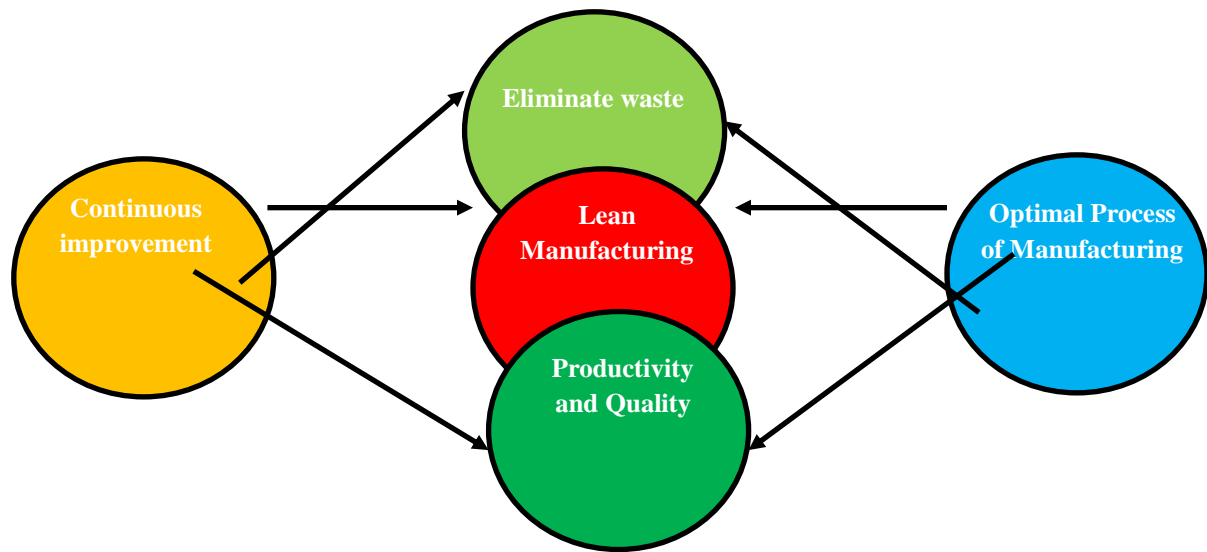 Eliminate waste
Continuous
improvement
Lean
Manufacturing
Optimal Process
of Manufacturing
Productivity
and Quality